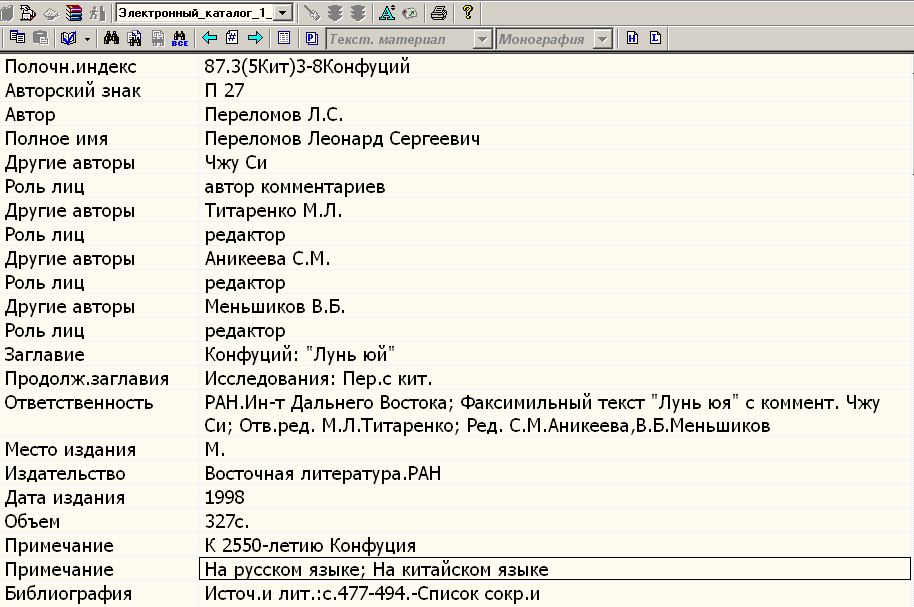 Электронный_каталог_1_
ВСЕ
Текст. материал Монография
Полочн.индекс 87.3(5Кит)3-8Конфуций
Авторский знак П 27
Автор Переломов Л.С.
Полное имя Переломов Леонард Сергеевич
Другие авторы Чжу Си
Роль лиц автор комментариев
Другие авторы Титаренко М.Л.
Роль лиц редактор
Другие авторы Аникеева С.М.
Роль лиц редактор
Другие авторы Меньшиков В.Б.
Роль лиц редактор
Заглавие Конфуций: "Лунь юй"
Продолж.заглавия Исследования: Пер.с кит.
Ответственность РАН.Ин-т Дальнего Востока; Факсимильный текст "Лунь юя" с коммент. Чжу
Си; Отв.ред. М.Л.Титаренко; Ред. С.М.Аникеева,В.Б.Меньшиков
Место издания М.
Издательство Восточная литература.РАН
Дата издания 1998
Объем 327с.
Примечание К 2550-летию Конфуция
Примечание На русском языке; На китайском языке
Библиография Источ.и лит.:с.477-494.-Список сокр.и